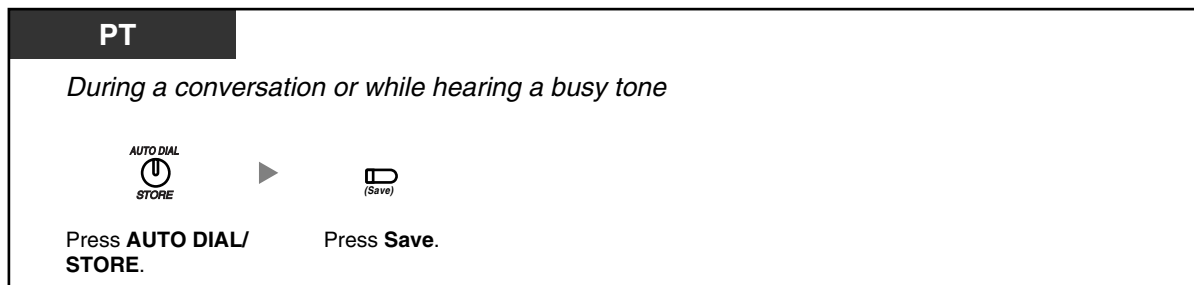 PT
During a conversation or while hearing a busy tone
AUTO DIAL
STORE
(Save)
Press AUTO DIAL/
STORE.
Press Save.